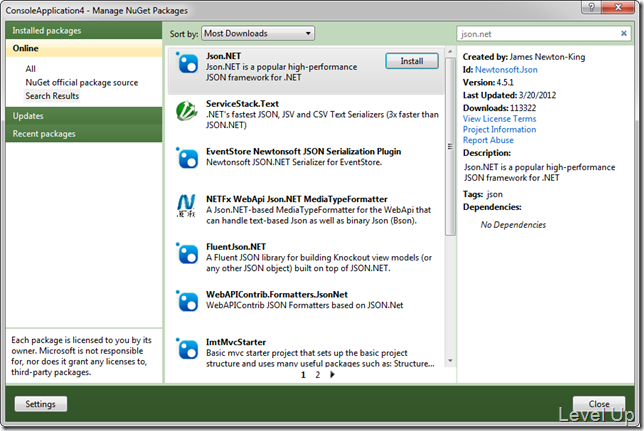 ConsoleApplication4 - Manage NuGet Packages
Installed packages
Online
All
NuGet official package source
Search Results
Updates
Recent packages
Each package is licensed to you by its
owner. Microsoft is not responsible
for, nor does it grant any licenses to,
third-party packages.
Settings
Sort by: Most Downloads
Json.NET
Json.NET is a popular high-performance
JSON framework for .NET
Install
ServiceStack.Text
.NET's fastest JSON, JSV and CSV Text Serializers (3x faster than
JSON.NET)
EventStore Newtonsoft JSON Serialization Plugin
Newtonsoft JSON.NET Serializer for EventStore.
NETFx
NETFx WebApi Json.NET MediaTypeFormatter
A Json.NET-based MediaTypeFormatter for the WebApi that
can handle text-based Json as well as binary Json (Bson).
FluentJson.NET
A Fluent JSON library for building Knockout view models (or
any other JSON object) built on top of JSON.NET.
WebAPIContrib.Formatters.JsonNet
WebAPIContrib JSON Formatters based on JSON.Net
ImtMvcStarter
Basic mvc starter project that sets up the basic project
structure and uses many useful packages such as: Structure...
1 2
json.net
Created by: James Newton-King
Id: Newtonsoft.Json
Version: 4.5.1
Last Updated: 3/20/2012
Downloads: 113322
View License Terms
Project Information
Report Abuse
Description:
Json.NET is a popular high-performance
JSON framework for .NET
Tags: json
Dependencies:
No Dependencies
Close
Level Up